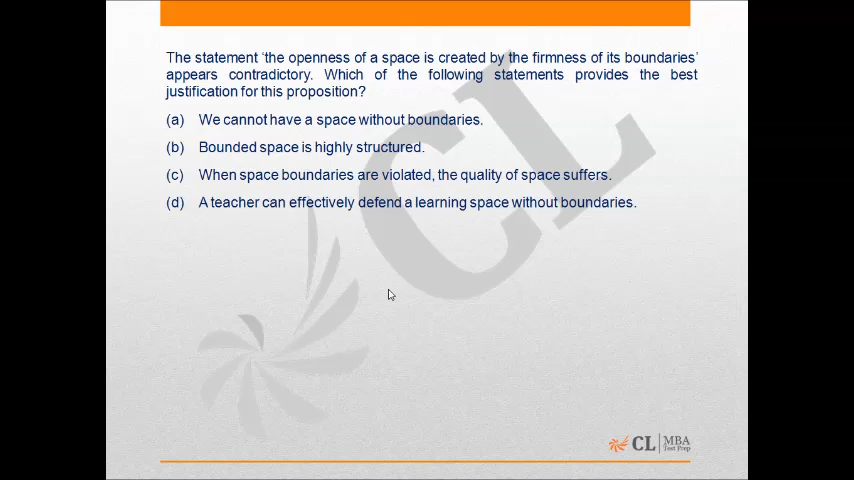 The statement 'the openness of a space is created by the firmness of its boundaries'
appears contradictory. Which of the following statements provides the best
justification for this proposition?
(a) We cannot have a space without boundaries.
(b) Bounded space is highly structured.
(c) When space boundaries are violated, the quality of space suffers.
(d) A teacher can effectively defend a learning space without boundaries.
CL
CL MBA
Test Prep